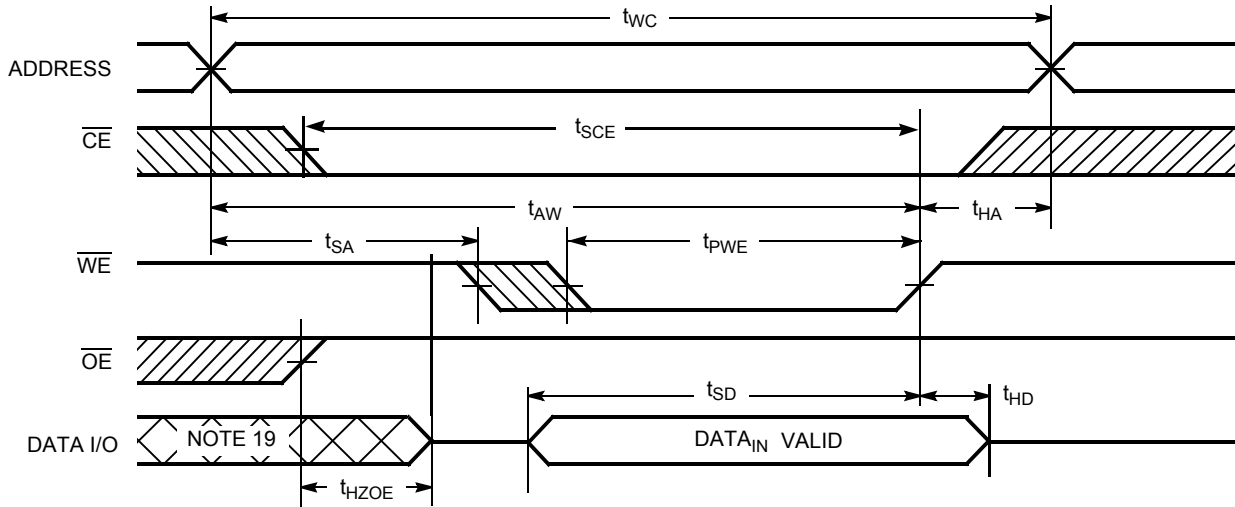 tWC
ADDRESS
CE
tSCE
tAW
tHA
tSA
tPWE
WE
OE
tSD
tHD
DATA I/O
NOTE 19
DATAIN VALID
tHZOE